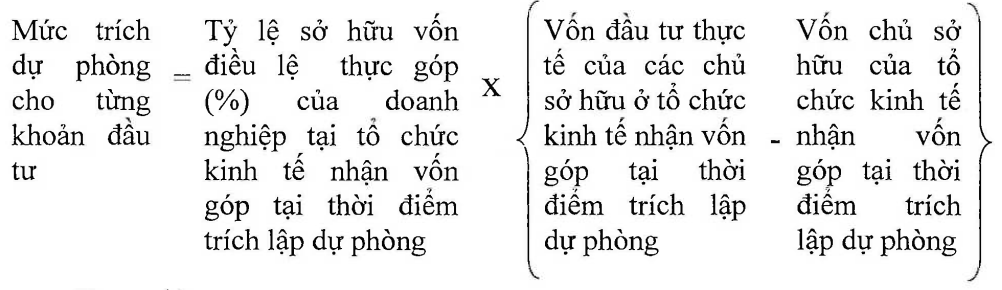 Mức trích
dự phòng
cho từng
khoản đầu
tư
=
Tỷ lệ sở hữu vốn
điều lệ thực góp
(%) của doanh
nghiệp tại tổ chức
kinh tế nhận vốn
góp tại thời điểm
trích lập dự phòng
X
Vốn đầu tư thực
tế của các chủ
sở hữu ở tổ chức
kinh tế nhận vốn
góp tại thời
điểm trích lập
dự phòng
-
Vốn chủ sở
hữu của tổ
chức kinh tế
nhận vốn
góp tại thời
điểm trích
lập dự phòng